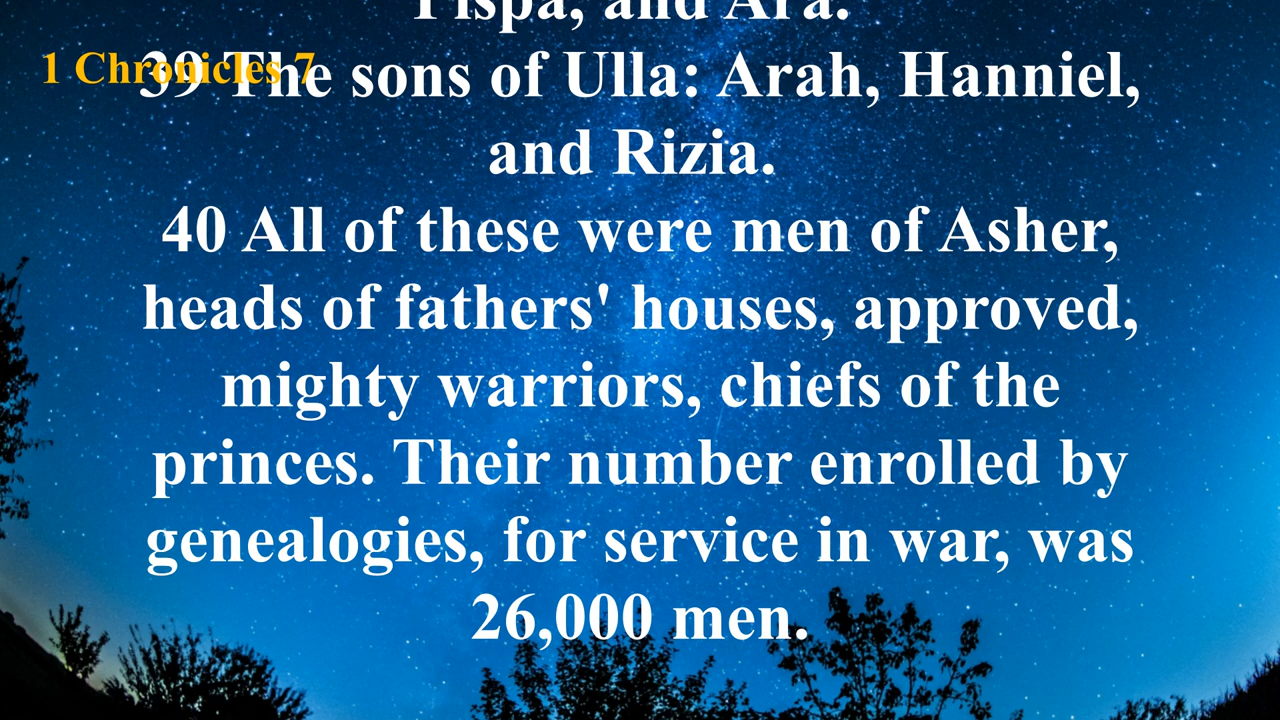 Pispa, and Ara.
1 Chronicles 7
39 The sons of Ulla: Arah, Hanniel,
and Rizia.
40 All of these were men of Asher,
heads of fathers' houses, approved,
mighty warriors, chiefs of the
princes. Their number enrolled by
genealogies, for service in war, was
26,000 men.